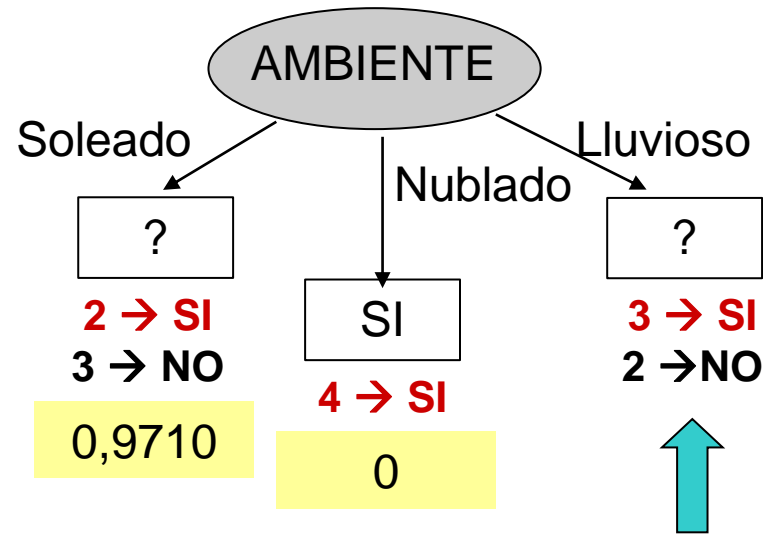 AMBIENTE
Soleado
Nublado
Lluvioso
?
2 → SI
3 → NO
0,9710
SI
4 → SI
0
?
3 → SI
2 →NO